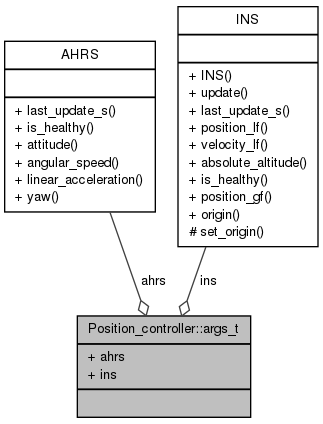 AHRS
+ last_update_s()
+ is_healthy()
+ attitude()
+ angular_speed()
+ linear_acceleration()
+ yaw()
INS
+ INS()
+ update()
+ last_update_s()
+ position_lf()
+ velocity_lf()
+ absolute_altitude()
+ is_healthy()
+ position_gf()
+ origin()
# set_origin()
ahrs
ins
Position_controller::args_t
+ ahrs
+ ins